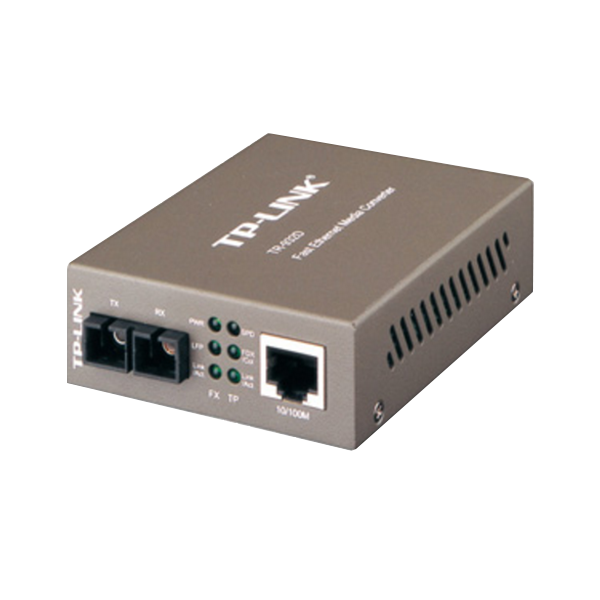 TP-LINK
TR-932D
Fast Ethernet Media Converter
TP-LINK
TX RX
PWR SPD
LFP FDX
/Col
Link
/Act
Link
/Act
FX TP
10/100M